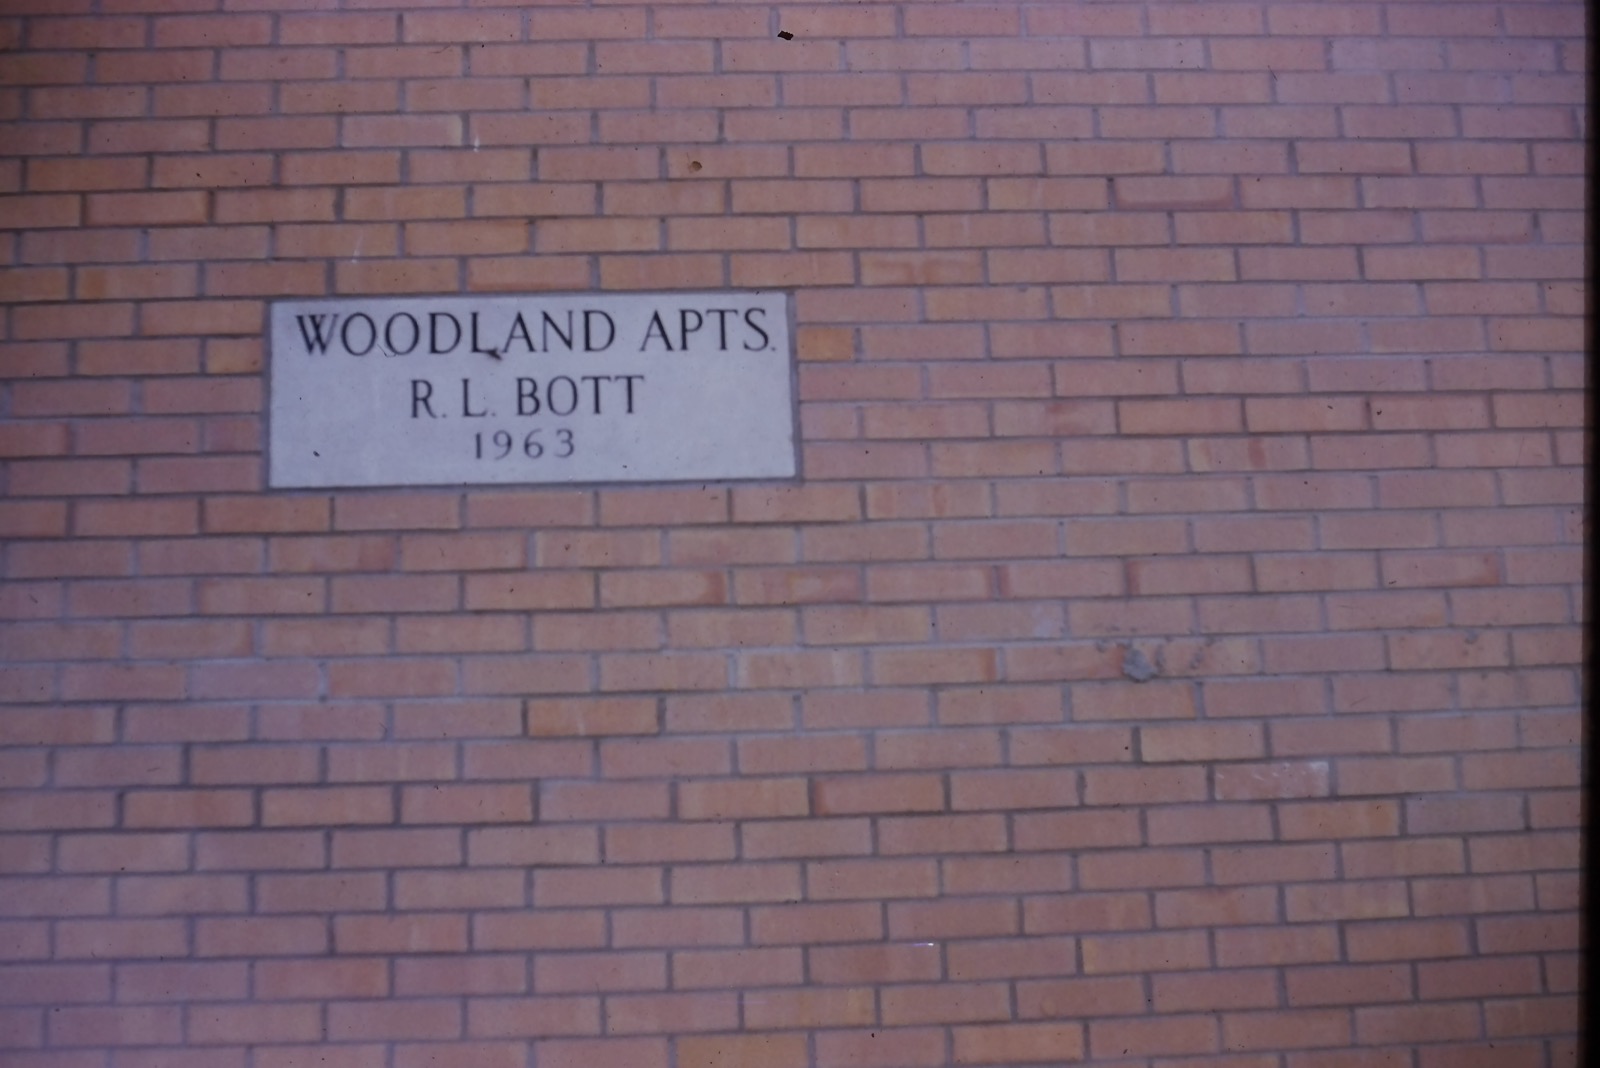 WOODLAND APTS.
R. L. BOTT
1963